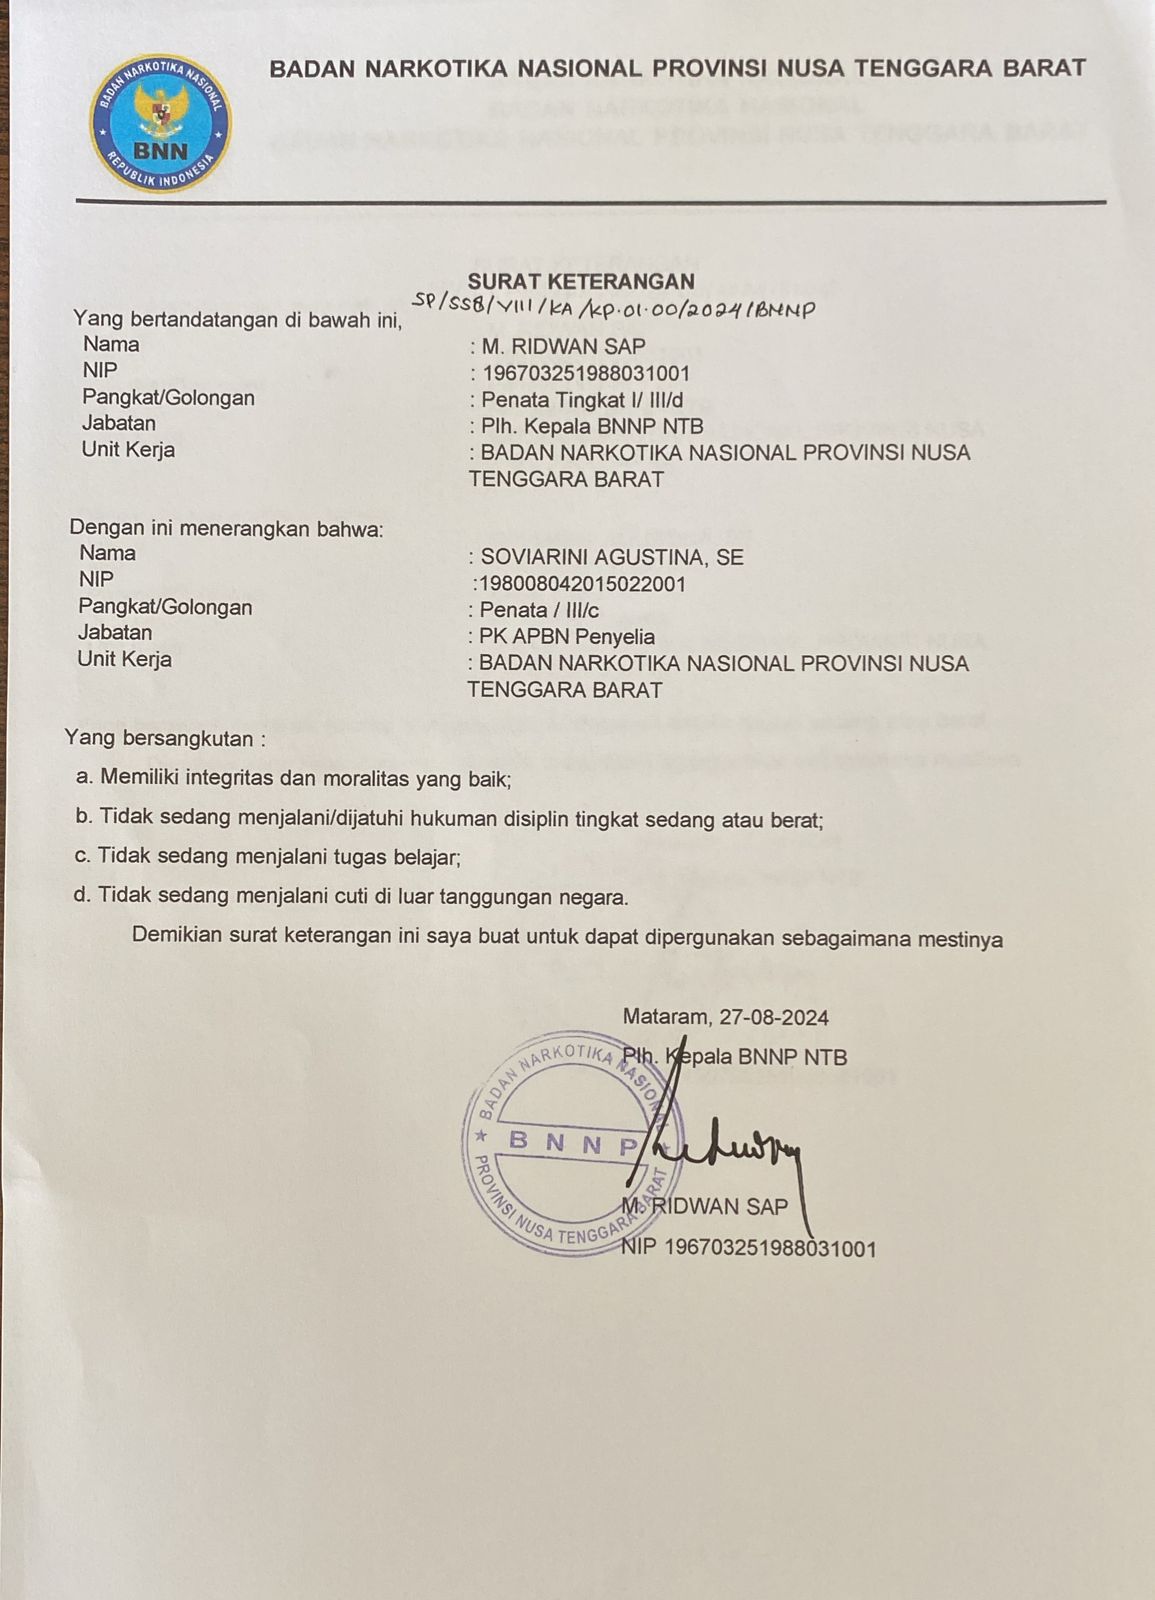 BADAN NARKOTIKA NASIONAL
BNN
REPUBLIK INDONESIA
BADAN NARKOTIKA NASIONAL PROVINSI NUSA TENGGARA BARAT
SURAT KETERANGAN
SP/558/VIII/KA/KP.01.00/2024/BNNP
Yang bertandatangan di bawah ini,
Nama : M. RIDWAN SAP
NIP : 196703251988031001
Pangkat/Golongan : Penata Tingkat I/ III/d
Jabatan : Plh. Kepala BNNP NTB
Unit Kerja : BADAN NARKOTIKA NASIONAL PROVINSI NUSA
TENGGARA BARAT
Dengan ini menerangkan bahwa:
Nama : SOVIARINI AGUSTINA, SE
NIP :198008042015022001
Pangkat/Golongan : Penata / III/c
Jabatan : PK APBN Penyelia
Unit Kerja : BADAN NARKOTIKA NASIONAL PROVINSI NUSA
TENGGARA BARAT
Yang bersangkutan :
a. Memiliki integritas dan moralitas yang baik;
b. Tidak sedang menjalani/dijatuhi hukuman disiplin tingkat sedang atau berat;
c. Tidak sedang menjalani tugas belajar;
d. Tidak sedang menjalani cuti di luar tanggungan negara.
Demikian surat keterangan ini saya buat untuk dapat dipergunakan sebagaimana mestinya
Mataram, 27-08-2024
Plh. Kepala BNNP NTB
BADAN NARKOTIKA NASIONAL
BNNP
PROVINSI NUSA TENGGARA BARAT
M. RIDWAN SAP
NIP 196703251988031001